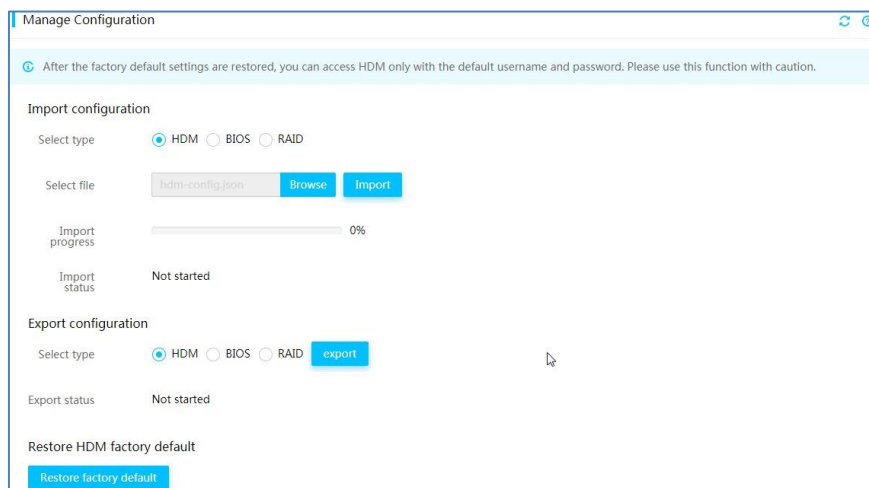 Manage Configuration
After the factory default settings are restored, you can access HDM only with the default username and password. Please use this function with caution.
Import configuration
Select type HDM BIOS RAID
Select file hdm-config.json Browse Import
Import progress 0%
Import status Not started
Export configuration
Select type HDM BIOS RAID export
Export status Not started
Restore HDM factory default
Restore factory default